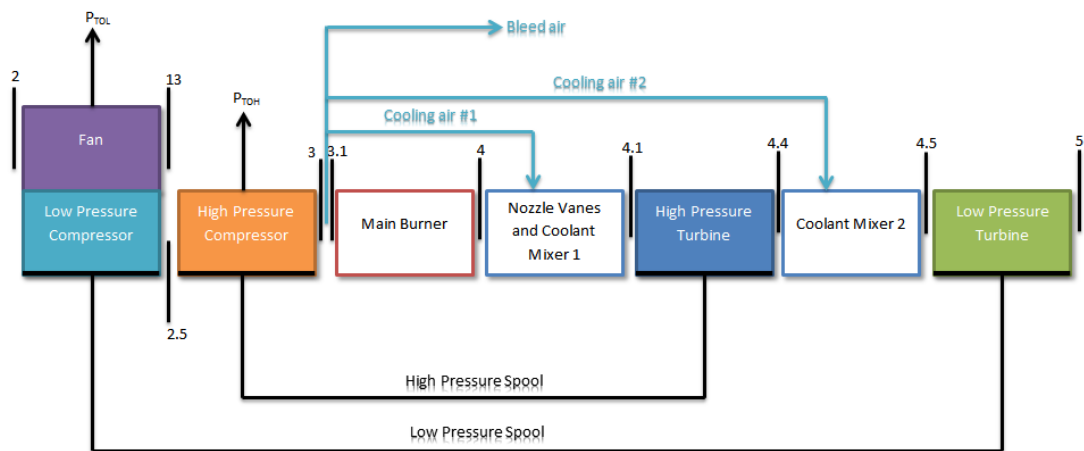 P_TOL
Bleed air
2
13
Cooling air #2
P_TOH
Cooling air #1
Fan
3
3.1
4
4.1
4.4
4.5
5
Low Pressure
Compressor
High Pressure
Compressor
Main Burner
Nozzle Vanes
and Coolant
Mixer 1
High Pressure
Turbine
Coolant Mixer 2
Low Pressure
Turbine
2.5
High Pressure Spool
Low Pressure Spool